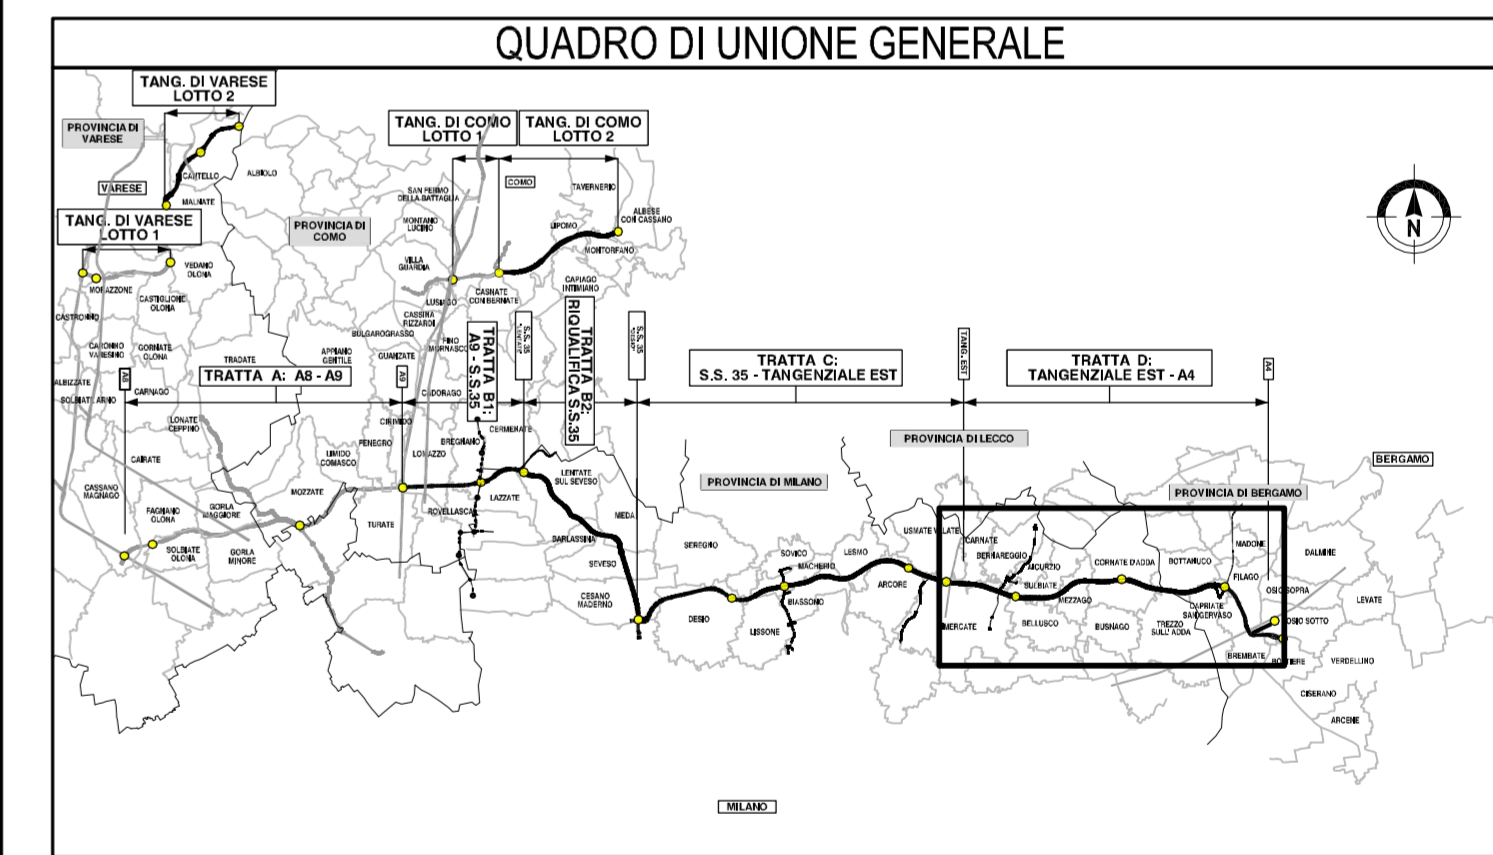 QUADRO DI UNIONE GENERALE
TANG. DI VARESE
LOTTO 2
PROVINCIA DI
VARESE
VARESE
CANTELLO
ALBIOLO
MALNATE
TANG. DI VARESE
LOTTO 1
PROVINCIA DI
COMO
TANG. DI COMO
LOTTO 1
TANG. DI COMO
LOTTO 2
COMO
SAN FERMO
DELLA BATTAGLIA
TAVERNERIO
MONTANO
LUCINO
LIPOMO
ALBESE
CON CASSANO
MONTORFANO
VILLA
GUARDIA
CAPIAGO
INTIMIANO
LUISAGO
CASNATE
CON BERNATE
CASSINA
RIZZARDI
VEDANO
OLONA
MORAZZONE
CASTIGLIONE
OLONA
CASTRONNO
CARONNO
VARESINO
GORNATE
OLONA
BULGAROGRASSO
FINO
MORNASCO
ALBIZZATE
TRADATE
APPIANO
GENTILE
GUANZATE
SOLBIATE ARNO
CARNAGO
A8
TRATTA A: A8 - A9
A9
CADORAGO
TRATTA B1:
A9 - S.S.35
S.S. 35
"LENTATE"
TRATTA B2:
RIQUALIFICA S.S.35
S.S. 35
"DESIO"
TRATTA C:
S.S. 35 - TANGENZIALE EST
TANG. EST
TRATTA D:
TANGENZIALE EST - A4
A4
N
LONATE
CEPPINO
CIRIMIDO
FENEGRO
CERMENATE
BREGNANO
LOMAZZO
LIMIDO
COMASCO
CAIRATE
CASSANO
MAGNAGO
MOZZATE
FAGNANO
OLONA
GORLA
MAGGIORE
SOLBIATE
OLONA
GORLA
MINORE
TURATE
ROVELLASCA
LAZZATE
LENTATE
SUL SEVESO
MEDA
BARLASSINA
SEVESO
CESANO
MADERNO
PROVINCIA DI MILANO
PROVINCIA DI LECCO
PROVINCIA DI BERGAMO
BERGAMO
SEREGNO
DESIO
LISSONE
SOVICO
MACHERIO
BIASSONO
LESMO
ARCORE
USMATE VELATE
CARNATE
BERNAREGGIO
AICURZIO
SULBIATE
MEZZAGO
CORNATE D'ADDA
BOTTANUCO
MADONE
FILAGO
DALMINE
OSIO SOPRA
OSIO SOTTO
LEVATE
CAPRIATE
SAN GERVASO
TREZZO
SULL' ADDA
BUSNAGO
BELLUSCO
VIMERCATE
BREMBATE
BOLTIERE
VERDELLINO
CISERANO
ARCENE
MILANO